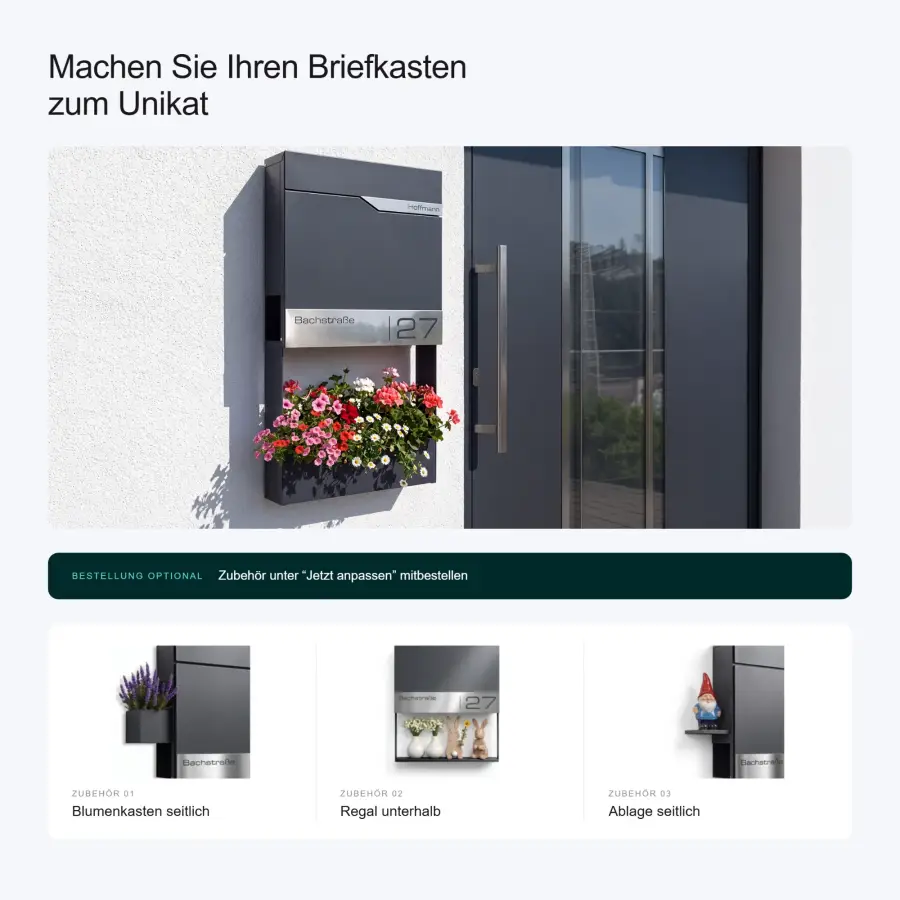 Machen Sie Ihren Briefkasten
zum Unikat
Hoffmann
Bachstraße
27
BESTELLUNG OPTIONAL Zubehör unter “Jetzt anpassen” mitbestellen
Bachstraße
Bachstraße
27
Bachstraße
ZUBEHÖR 01
Blumenkasten seitlich
ZUBEHÖR 02
Regal unterhalb
ZUBEHÖR 03
Ablage seitlich